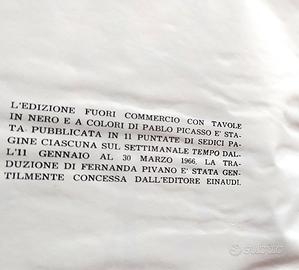 L'EDIZIONE FUORI COMMERCIO CON TAVOLE
IN NERO E A COLORI DI PABLO PICASSO E' STA-
TA PUBBLICATA IN 11 PUNTATE DI SEDICI PA-
GINE CIASCUNA SUL SETTIMANALE TEMPO DAL-
L'11 GENNAIO AL 30 MARZO 1966. LA TRA-
DUZIONE DI FERNANDA PIVANO E' STATA GEN-
TILMENTE CONCESSA DALL'EDITORE EINAUDI.
subito.it